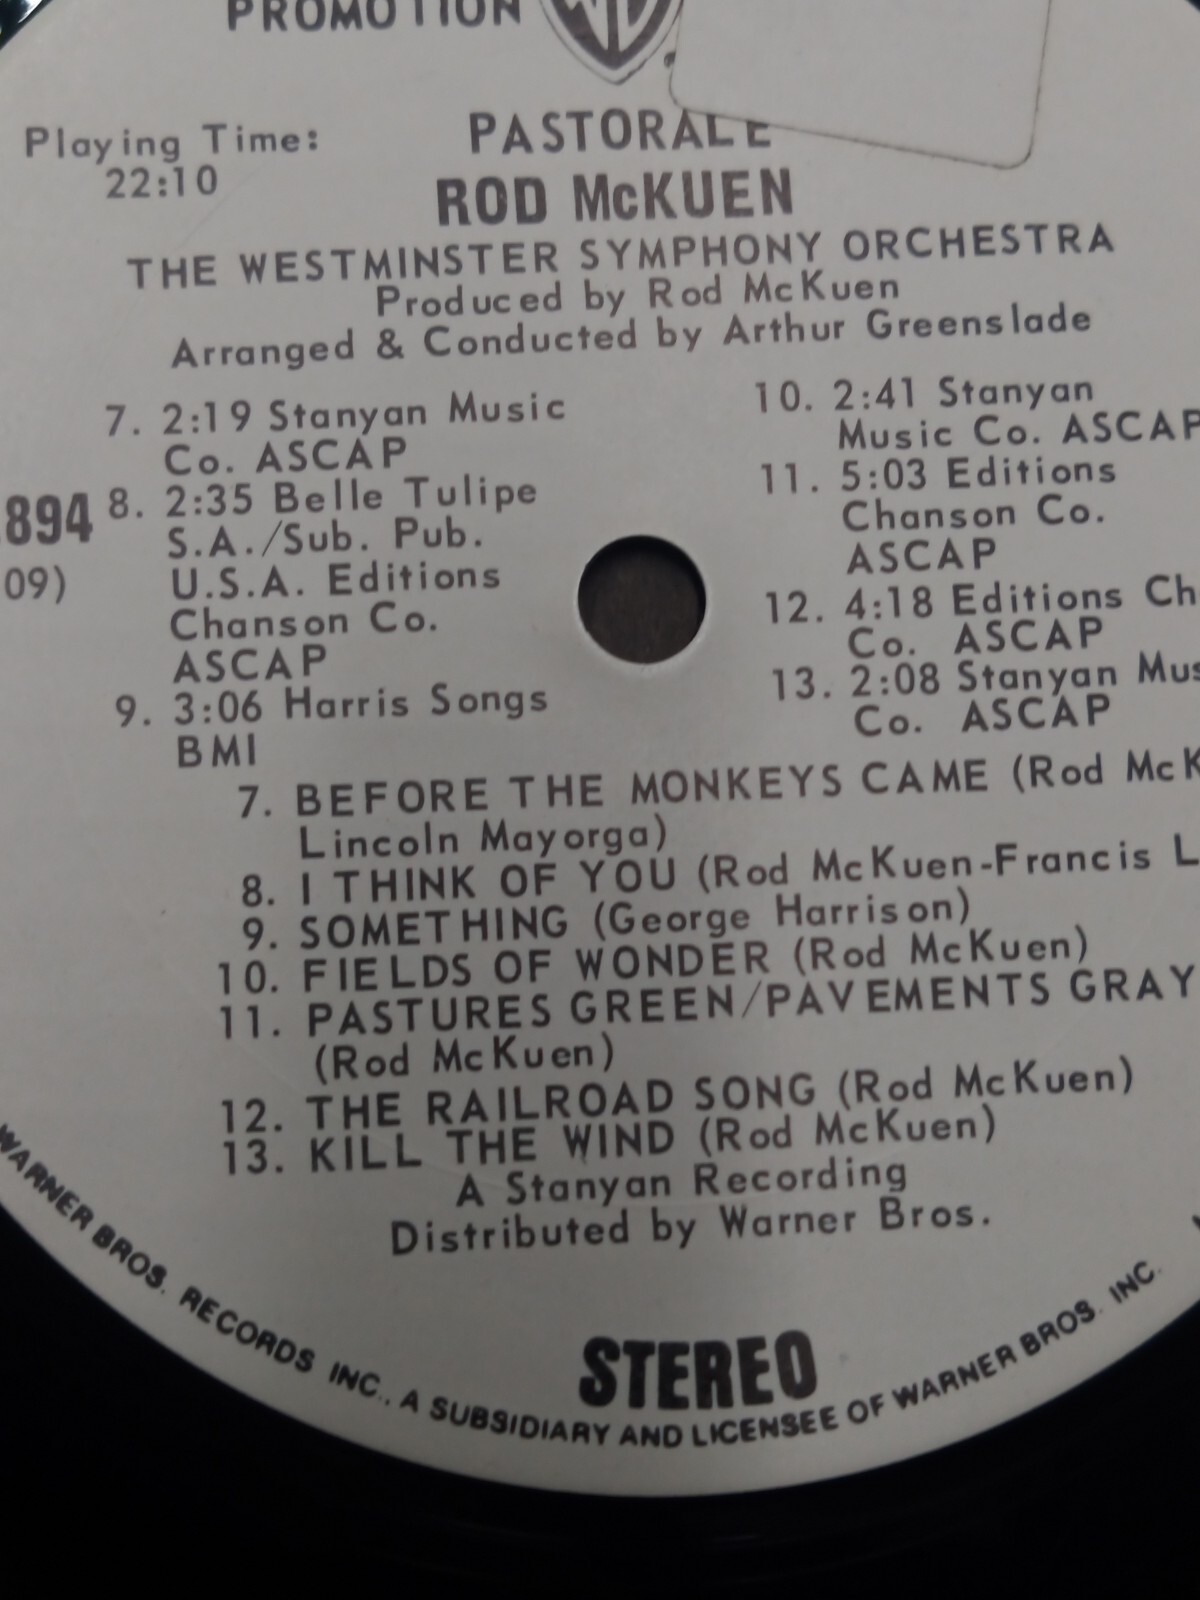 PROMOTION
Playing Time:
22:10
PASTORALE
ROD McKUEN
THE WESTMINSTER SYMPHONY ORCHESTRA
Produced by Rod McKuen
Arranged & Conducted by Arthur Greenslade
7. 2:19 Stanyan Music
Co. ASCAP
8. 2:35 Belle Tulipe
S.A./Sub. Pub.
U.S.A. Editions
Chanson Co.
ASCAP
9. 3:06 Harris Songs
BMI
894
09)
10. 2:41 Stanyan
Music Co. ASCAP
11. 5:03 Editions
Chanson Co.
ASCAP
12. 4:18 Editions Ch
Co. ASCAP
13. 2:08 Stanyan Mus
Co. ASCAP
7. BEFORE THE MONKEYS CAME (Rod McK
Lincoln Mayorga)
8. I THINK OF YOU (Rod McKuen-Francis L
9. SOMETHING (George Harrison)
10. FIELDS OF WONDER (Rod McKuen)
11. PASTURES GREEN/PAVEMENTS GRAY
(Rod McKuen)
12. THE RAILROAD SONG (Rod McKuen)
13. KILL THE WIND (Rod McKuen)
A Stanyan Recording
Distributed by Warner Bros.
STEREO
WARNER BROS. RECORDS INC., A SUBSIDIARY AND LICENSEE OF WARNER BROS. INC.